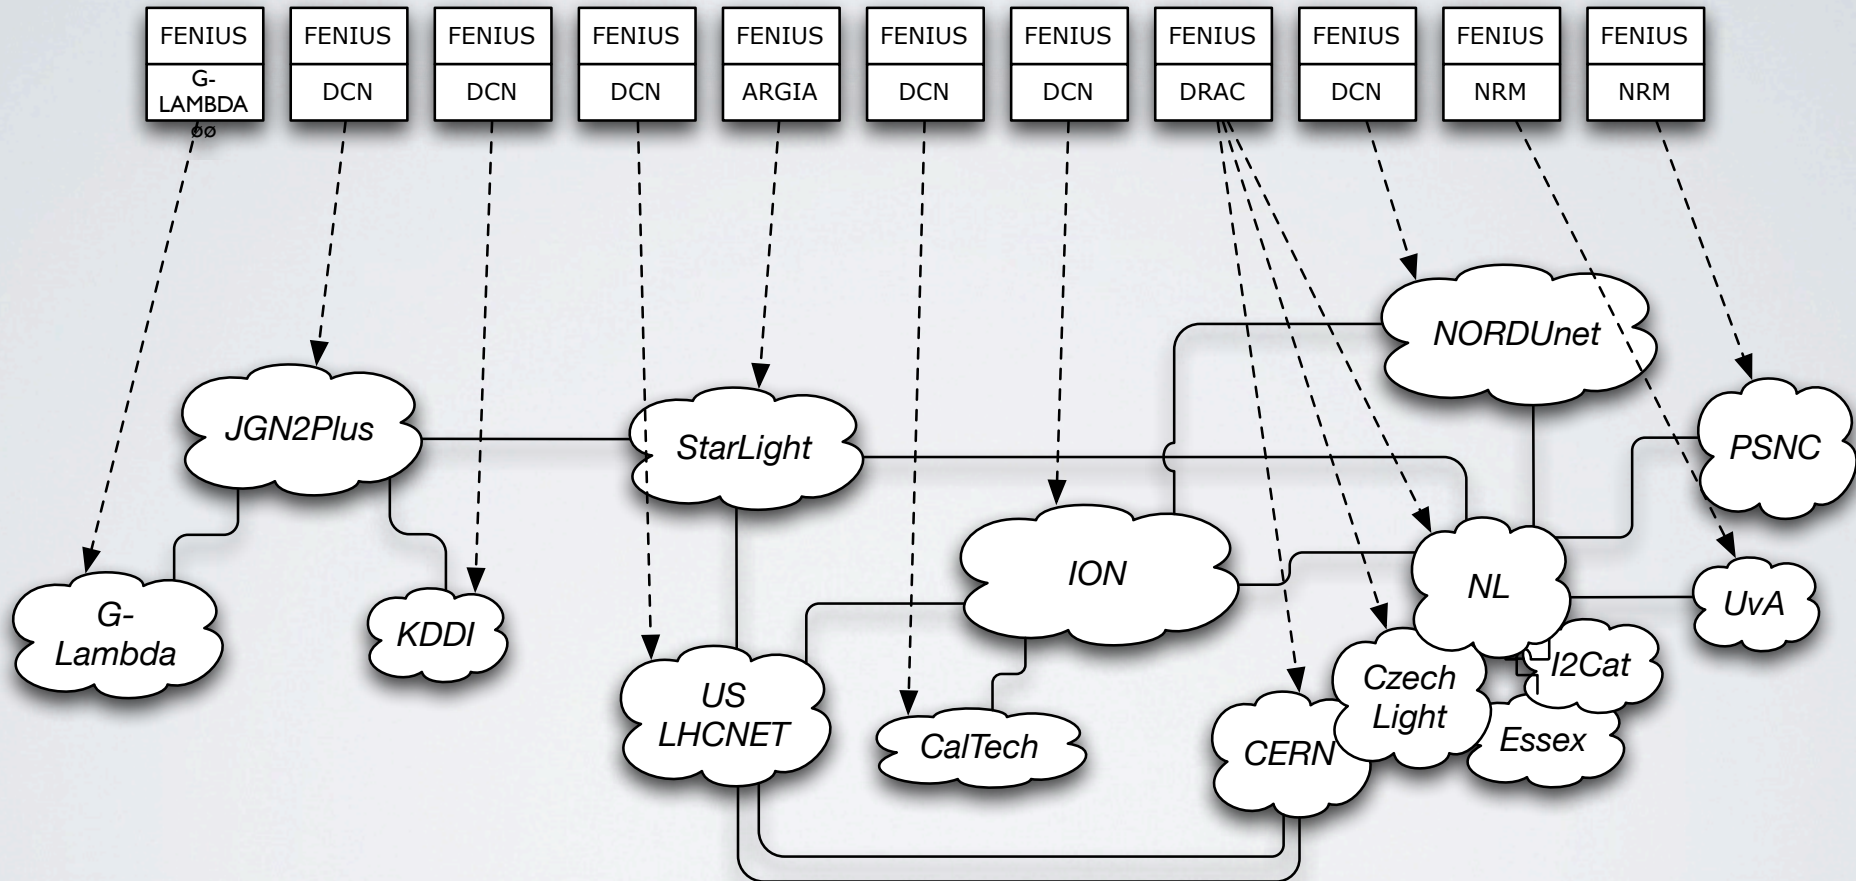 FENIUS FENIUS FENIUS FENIUS FENIUS FENIUS FENIUS FENIUS FENIUS FENIUS FENIUS
G-
LAMBDA
øø
DCN DCN DCN ARGIA DCN DCN DRAC DCN NRM NRM
NORDUnet
JGN2Plus
StarLight
PSNC
ION
NL
UvA
G-
Lambda
KDDI
I2Cat
Czech
Light
US
LHCNET
CalTech
CERN
Essex